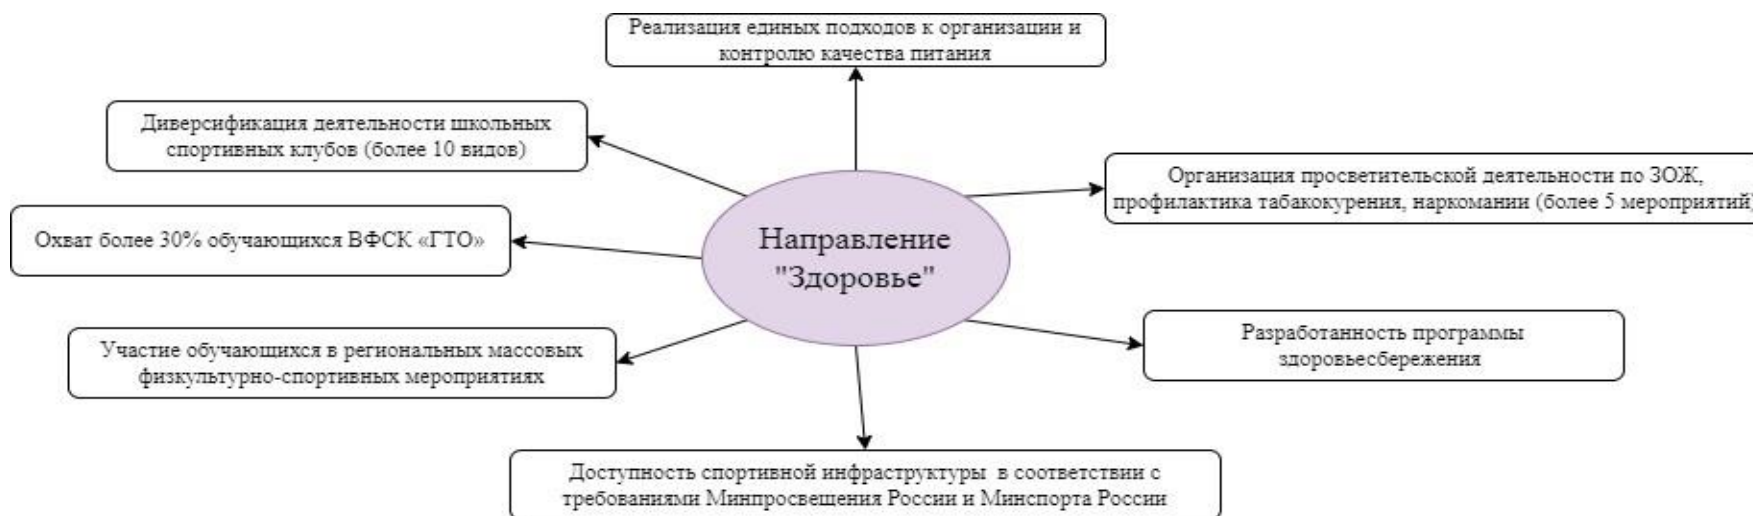 Реализация единых подходов к организации и
контролю качества питания
Диверсификация деятельности школьных
спортивных клубов (более 10 видов)
Организация просветительской деятельности по ЗОЖ,
профилактика табакокурения, наркомании (более 5 мероприятий)
Охват более 30% обучающихся ВФСК «ГТО»
Направление
"Здоровье"
Участие обучающихся в региональных массовых
физкультурно-спортивных мероприятиях
Разработанность программы
здоровьесбережения
Доступность спортивной инфраструктуры в соответствии с
требованиями Минпросвещения России и Минспорта России